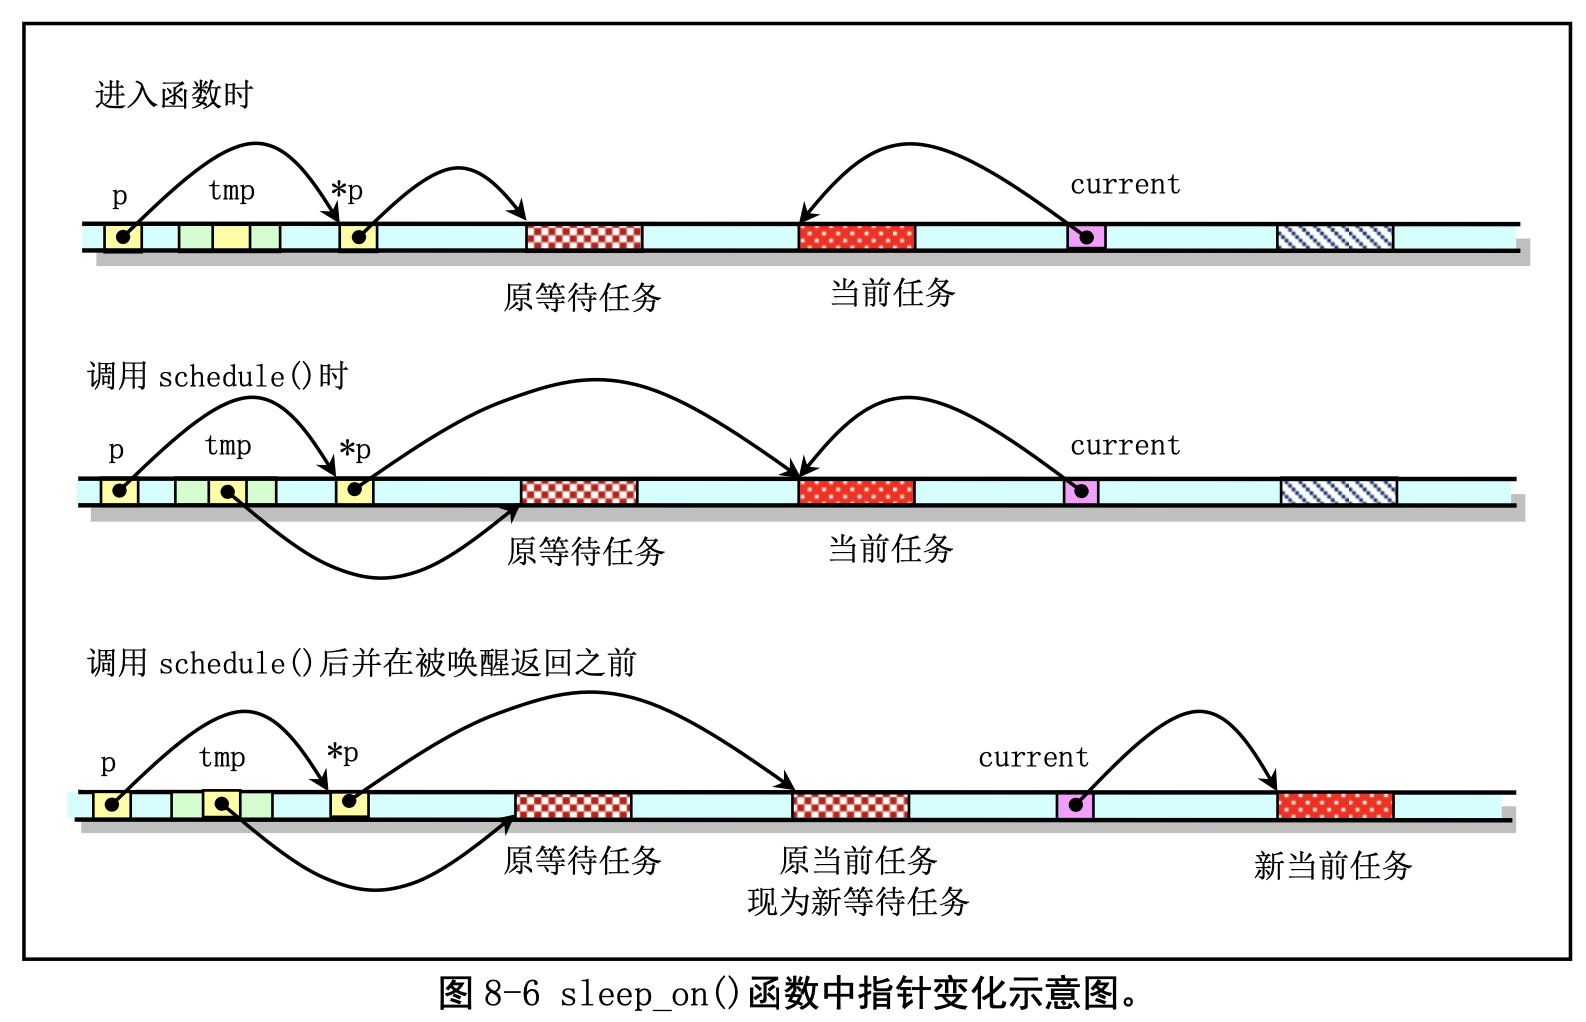 进入函数时
p
tmp
*p
current
原等待任务
当前任务
调用 schedule()时
p
tmp
*p
current
原等待任务
当前任务
调用 schedule()后并在被唤醒返回之前
p
tmp
*p
current
原等待任务
原当前任务
现为新等待任务
新当前任务
图 8-6 sleep_on()函数中指针变化示意图。